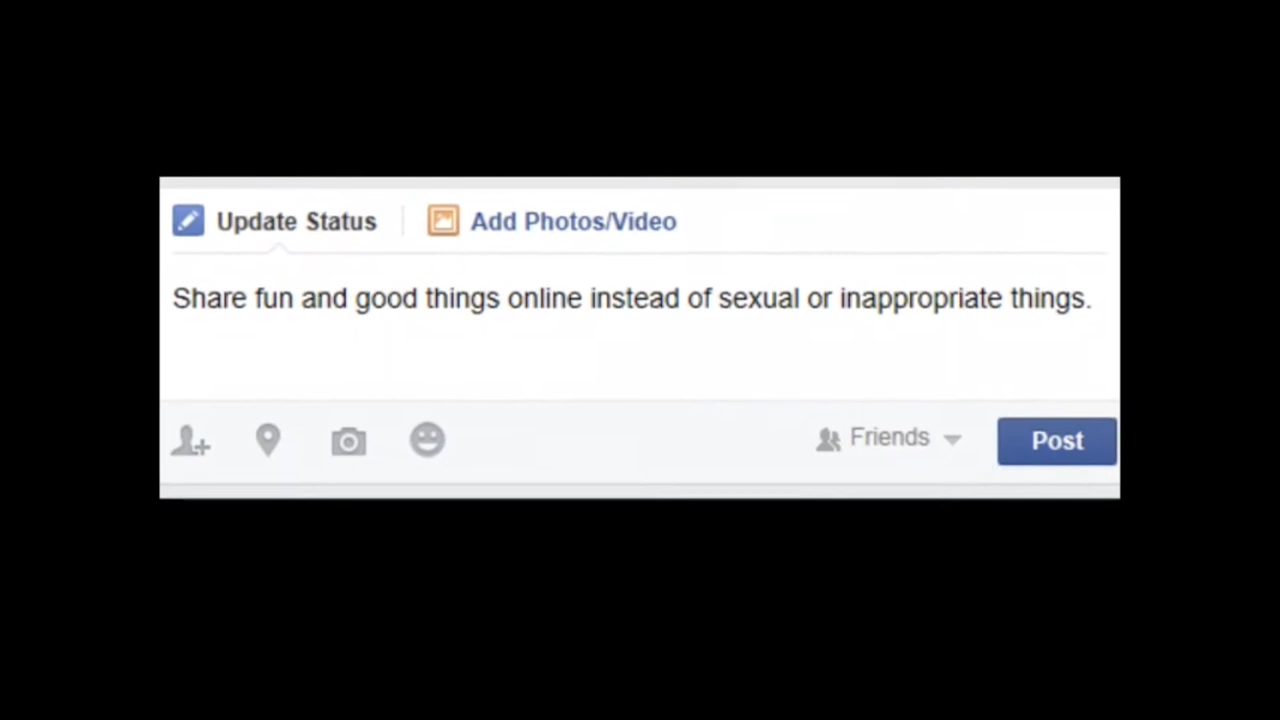 Update Status
Add Photos/Video
Share fun and good things online instead of sexual or inappropriate things.
Friends
Post